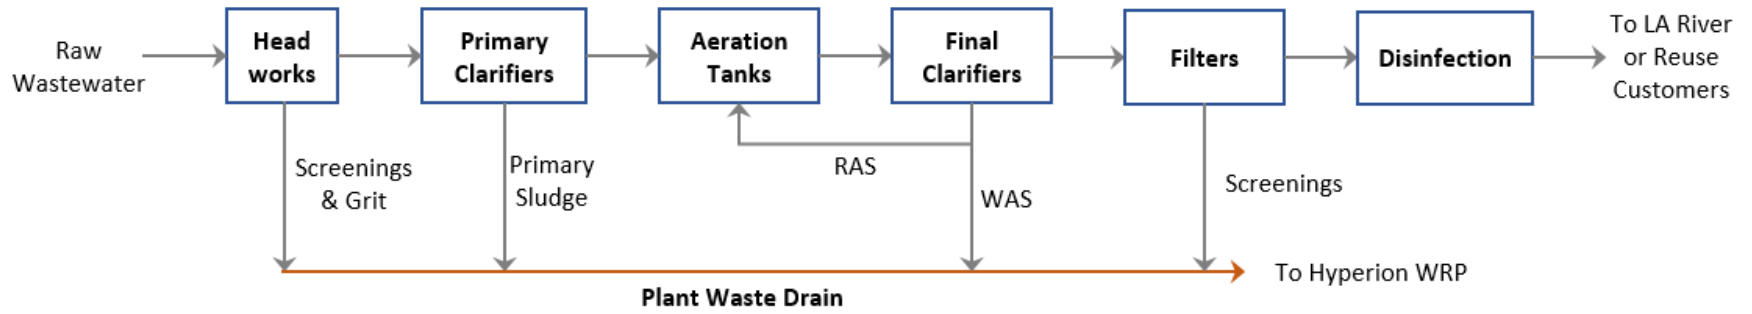 Raw
Wastewater
Head
works
Primary
Clarifiers
Aeration
Tanks
Final
Clarifiers
Filters
Disinfection
To LA River
or Reuse
Customers
Screenings
& Grit
Primary
Sludge
RAS
WAS
Screenings
To Hyperion WRP
Plant Waste Drain